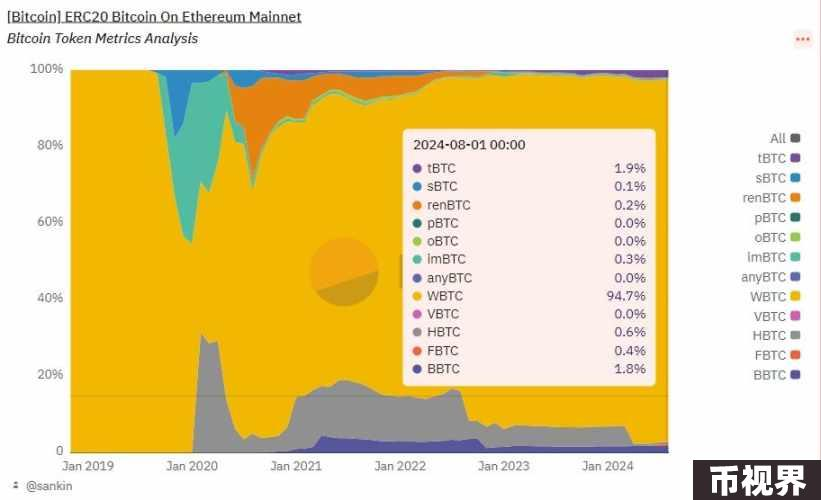 [Bitcoin] ERC20 Bitcoin On Ethereum Mainnet
Bitcoin Token Metrics Analysis
100%
80%
60%
40%
20%
0
Jan 2019
Jan 2020
Jan 2021
Jan 2022
Jan 2023
Jan 2024
2024-08-01 00:00
tBTC 1.9%
sBTC 0.1%
renBTC 0.2%
pBTC 0.0%
oBTC 0.0%
imBTC 0.3%
anyBTC 0.0%
WBTC 94.7%
VBTC 0.0%
HBTC 0.6%
FBTC 0.4%
BBTC 1.8%
All
tBTC
sBTC
renBTC
pBTC
oBTC
imBTC
anyBTC
WBTC
VBTC
HBTC
FBTC
BBTC
@sankin
币视界